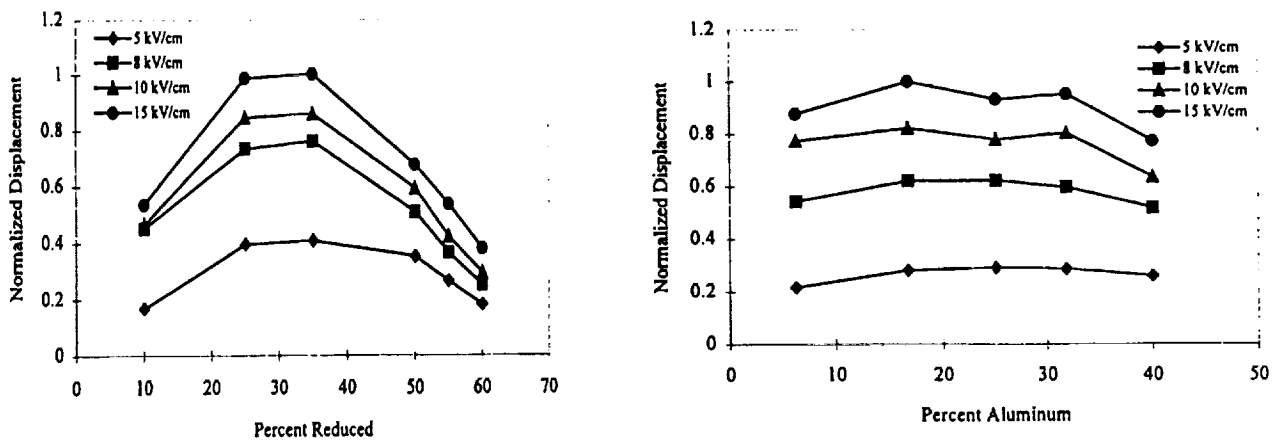 1.2
1
0.8
0.6
0.4
0.2
0
0 10 20 30 40 50 60 70
Normalized Displacement
Percent Reduced
5 kV/cm
8 kV/cm
10 kV/cm
15 kV/cm
1.2
1
0.8
0.6
0.4
0.2
0
0 10 20 30 40 50
Normalized Displacement
Percent Aluminum
5 kV/cm
8 kV/cm
10 kV/cm
15 kV/cm